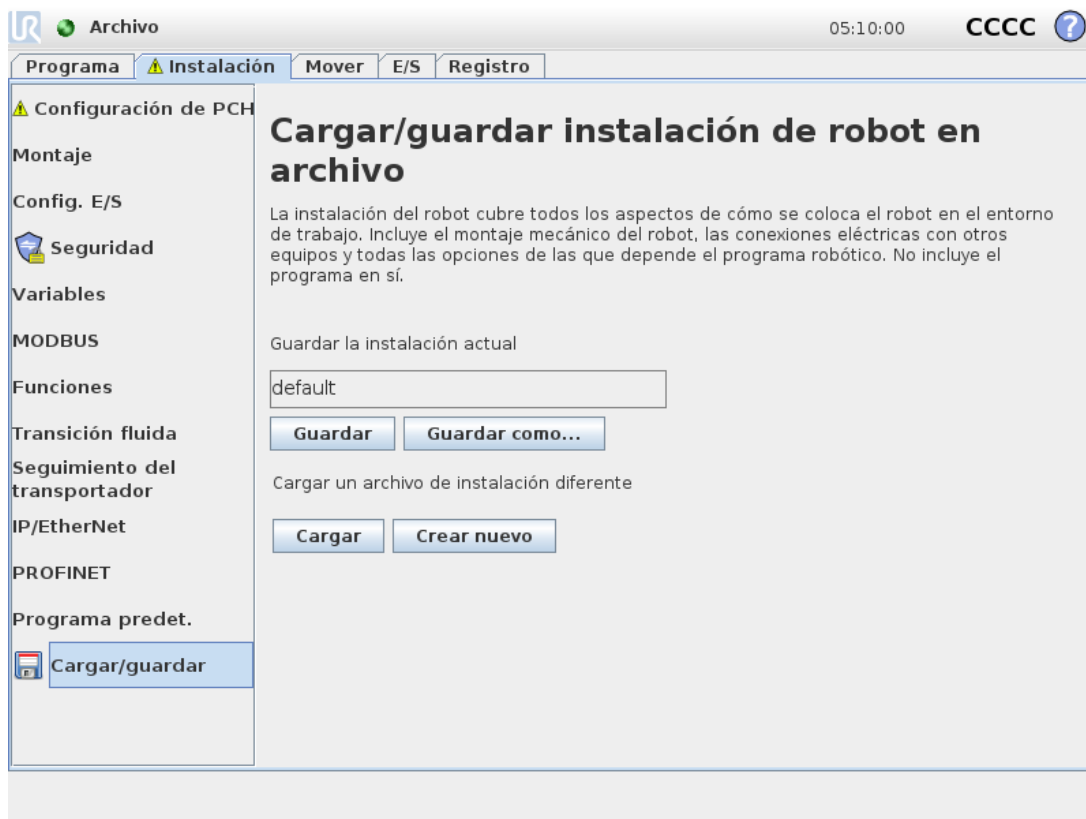 UR
Archivo
05:10:00
CCCC
?
Programa
Instalación
Mover
E/S
Registro
Configuración de PCH
Montaje
Config. E/S
Seguridad
Variables
MODBUS
Funciones
Transición fluida
Seguimiento del
transportador
IP/EtherNet
PROFINET
Programa predet.
Cargar/guardar
Cargar/guardar instalación de robot en
archivo
La instalación del robot cubre todos los aspectos de cómo se coloca el robot en el entorno
de trabajo. Incluye el montaje mecánico del robot, las conexiones eléctricas con otros
equipos y todas las opciones de las que depende el programa robótico. No incluye el
programa en sí.
Guardar la instalación actual
default
Guardar
Guardar como...
Cargar un archivo de instalación diferente
Cargar
Crear nuevo